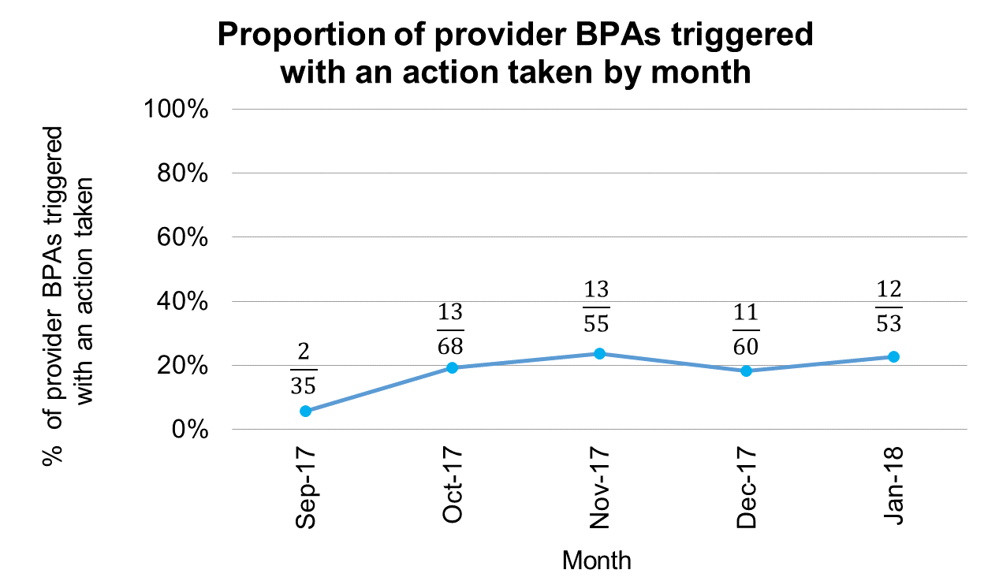 Proportion of provider BPAs triggered
with an action taken by month
% of provider BPAs triggered
with an action taken
100%
80%
60%
40%
20%
0%
2
35
13
68
13
55
11
60
12
53
Sep-17
Oct-17
Nov-17
Dec-17
Jan-18
Month